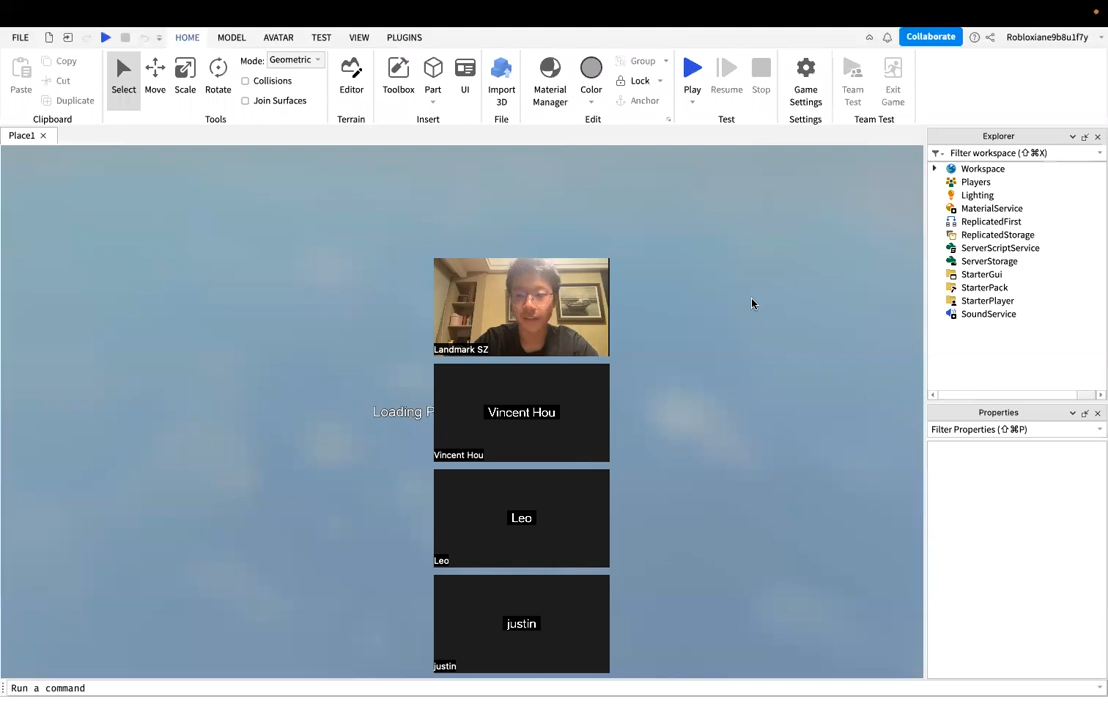 FILE
HOME
MODEL
AVATAR
TEST
VIEW
PLUGINS
Collaborate
Robloxiane9b8u1f7y
Paste
Copy
Cut
Duplicate
Clipboard
Select
Move
Scale
Rotate
Mode: Geometric
Collisions
Join Surfaces
Tools
Editor
Terrain
Toolbox
Part
UI
Insert
Import
3D
File
Material
Manager
Color
Group
Lock
Anchor
Edit
Play
Resume
Stop
Test
Game
Settings
Settings
Team
Test
Exit
Game
Team Test
Place1
Explorer
Filter workspace (⇧⌘X)
Workspace
Players
Lighting
MaterialService
ReplicatedFirst
ReplicatedStorage
ServerScriptService
ServerStorage
StarterGui
StarterPack
StarterPlayer
SoundService
Properties
Filter Properties (⇧⌘P)
Landmark SZ
Loading
Vincent Hou
Vincent Hou
Leo
Leo
justin
justin
Run a command